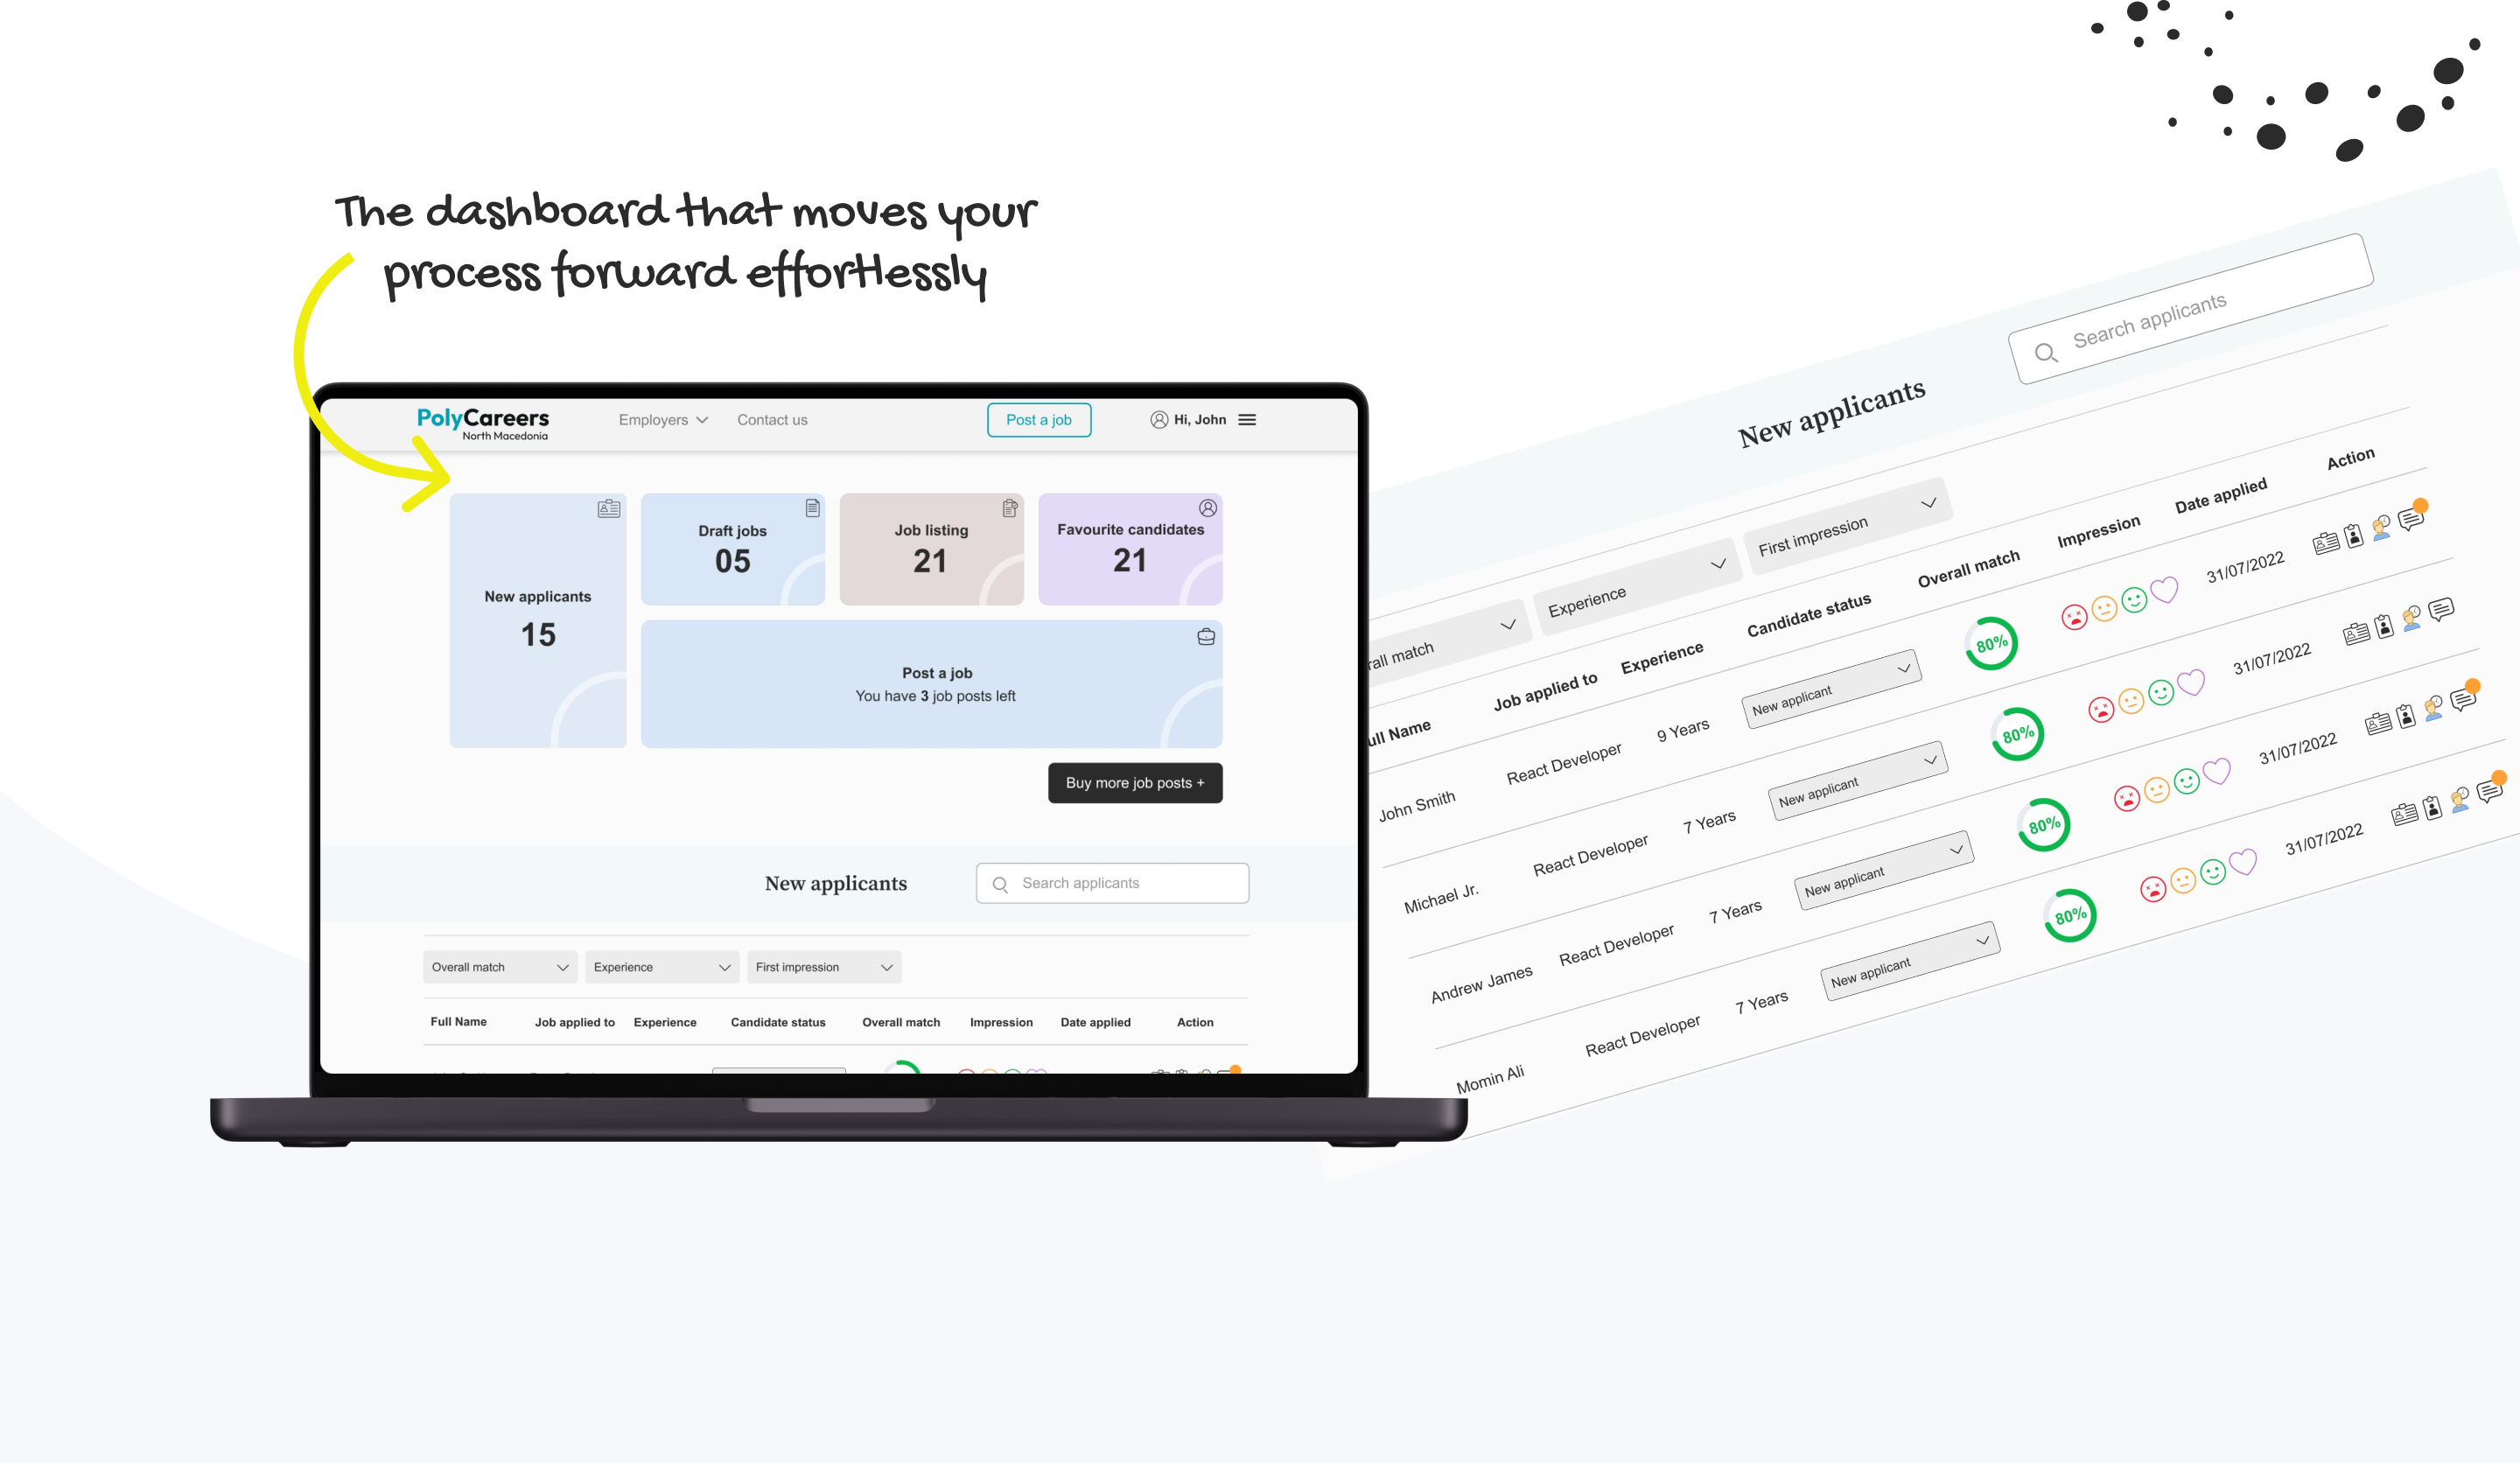 The dashboard that moves your
process forward effortlessly
PolyCareers
North Macedonia
Employers
Contact us
Post a job
Hi, John
New applicants
15
Draft jobs
05
Job listing
21
Favourite candidates
21
Post a job
You have 3 job posts left
Buy more job posts +
New applicants
Search applicants
Overall match
Experience
First impression
Full Name
Job applied to
Experience
Candidate status
Overall match
Impression
Date applied
Action
New applicants
Search applicants
match
Experience
First impression
Name
Job applied to
Experience
Candidate status
Overall match
Impression
Date applied
Action
John Smith
React Developer
9 Years
New applicant
80%
31/07/2022
Michael Jr.
React Developer
7 Years
New applicant
80%
31/07/2022
Andrew James
React Developer
7 Years
New applicant
80%
31/07/2022
Momin Ali
React Developer
7 Years
New applicant
80%
31/07/2022